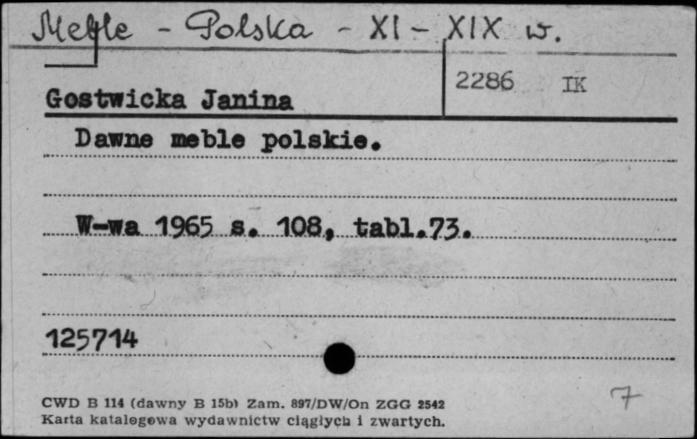 Meble - Polska - XI - XIX w.
2286 IK
Gostwicka Janina
Dawne meble polskie.
W-wa 1965 s. 108, tabl.73.
125714
7
CWD B 114 (dawny B 15b) Zam. 897/DW/On ZGG 2542
Karta katalogowa wydawnictw ciągłych i zwartych.